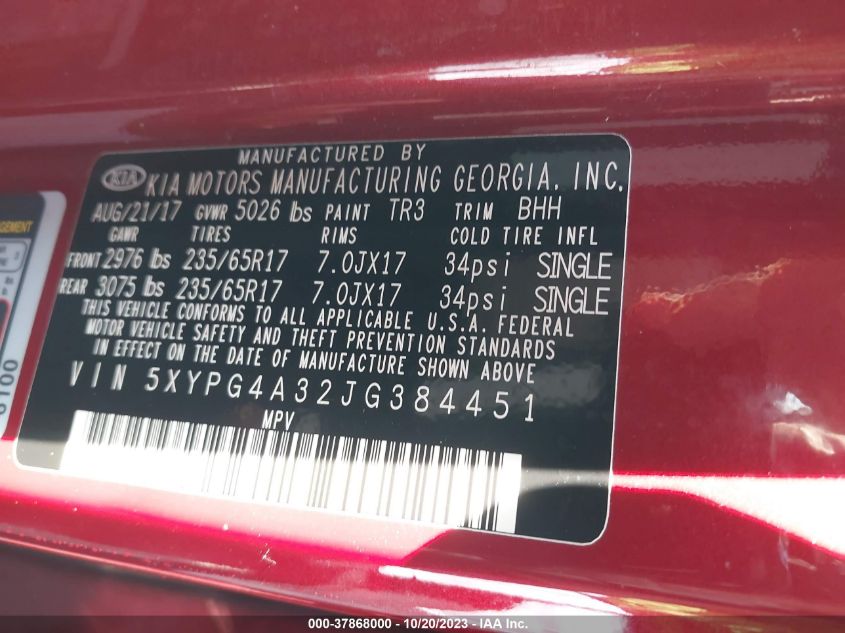 MANUFACTURED BY
KIA KIA MOTORS MANUFACTURING GEORGIA, INC.
AUG/21/17 GVWR 5026 lbs PAINT TR3 TRIM BHH
GAWR TIRES RIMS COLD TIRE INFL
FRONT 2976 lbs 235/65R17 7.0JX17 34psi SINGLE
REAR 3075 lbs 235/65R17 7.0JX17 34psi SINGLE
THIS VEHICLE CONFORMS TO ALL APPLICABLE U.S.A. FEDERAL
MOTOR VEHICLE SAFETY AND THEFT PREVENTION STANDARDS
IN EFFECT ON THE DATE OF MANUFACTURE SHOWN ABOVE
VIN 5XYPG4A32JG384451
MPV
000-37868000 - 10/20/2023 - IAA Inc.